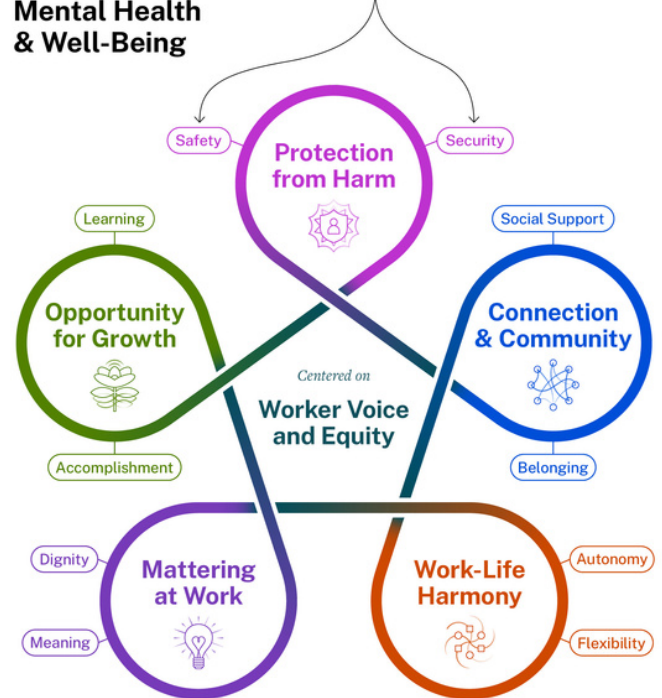 Mental Health
& Well-Being
Safety
Security
Protection
from Harm
Learning
Social Support
Opportunity
for Growth
Connection
& Community
Centered on
Worker Voice
and Equity
Accomplishment
Belonging
Dignity
Mattering
at Work
Meaning
Work-Life
Harmony
Autonomy
Flexibility